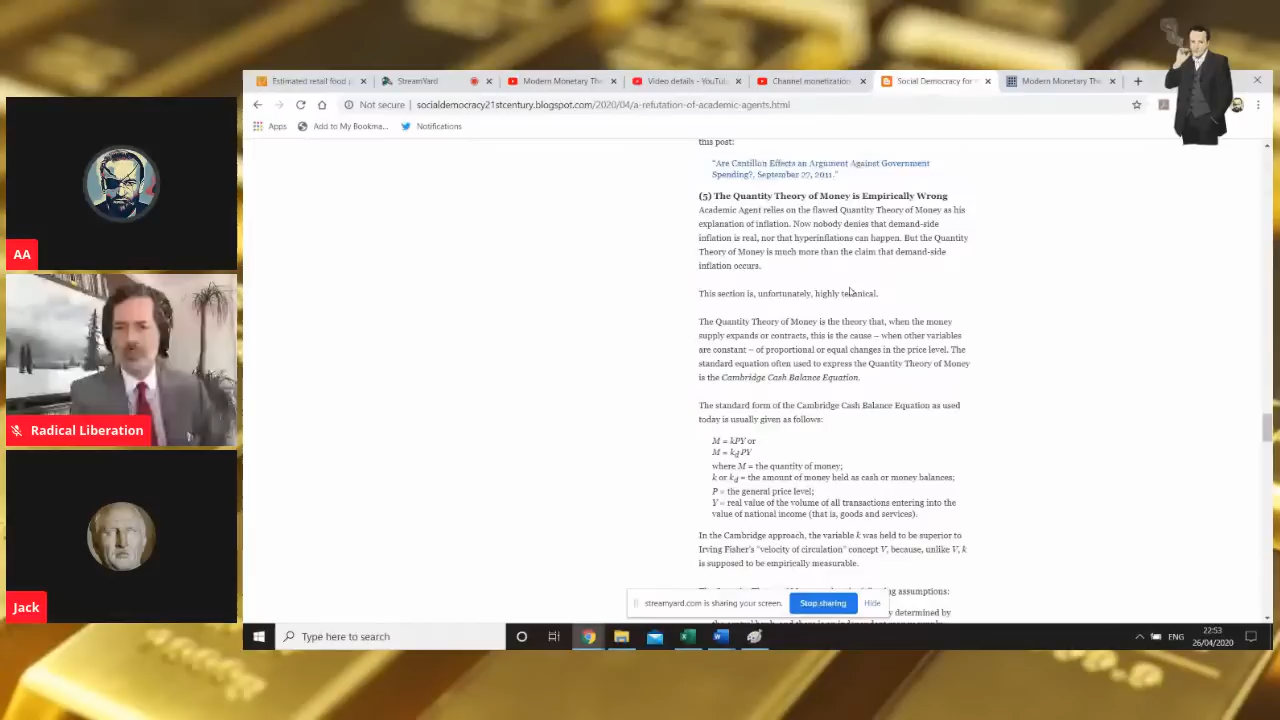 Estimated retail food
StreamYard
Modern Monetary Th
Video details - YouTu
Channel monetization
Social Democracy for
Modern Monetary The
Not secure
socialdemocracy21stcentury.blogspot.com/2020/04/a-refutation-of-academic-agents.html
Apps
Add to My Bookma..
Notifications
this post:
"Are Cantillon Effects an Argument Against Government
Spending?, September 27, 2011."
(5) The Quantity Theory of Money is Empirically Wrong
Academic Agent relies on the flawed Quantity Theory of Money as his
explanation of inflation. Now nobody denies that demand-side
inflation is real, nor that hyperinflations can happen. But the Quantity
Theory of Money is much more than the claim that demand-side
inflation occurs.
This section is, unfortunately, highly technical.
The Quantity Theory of Money is the theory that, when the money
supply expands or contracts, this is the cause – when other variables
are constant – of proportional or equal changes in the price level. The
standard equation often used to express the Quantity Theory of Money
is the Cambridge Cash Balance Equation.
The standard form of the Cambridge Cash Balance Equation as used
today is usually given as follows:
M = kPY or
M = kdPY
where M = the quantity of money;
k or kd = the amount of money held as cash or money balances;
P = the general price level;
Y = real value of the volume of all transactions entering into the
value of national income (that is, goods and services).
In the Cambridge approach, the variable k was held to be superior to
Irving Fisher's "velocity of circulation" concept V, because, unlike V, k
is supposed to be empirically measurable.
assumptions:
determined by
streamyard.com is sharing your screen.
Stop sharing
Hide
AA
Radical Liberation
Jack
Type here to search
ENG
22:53
26/04/2020